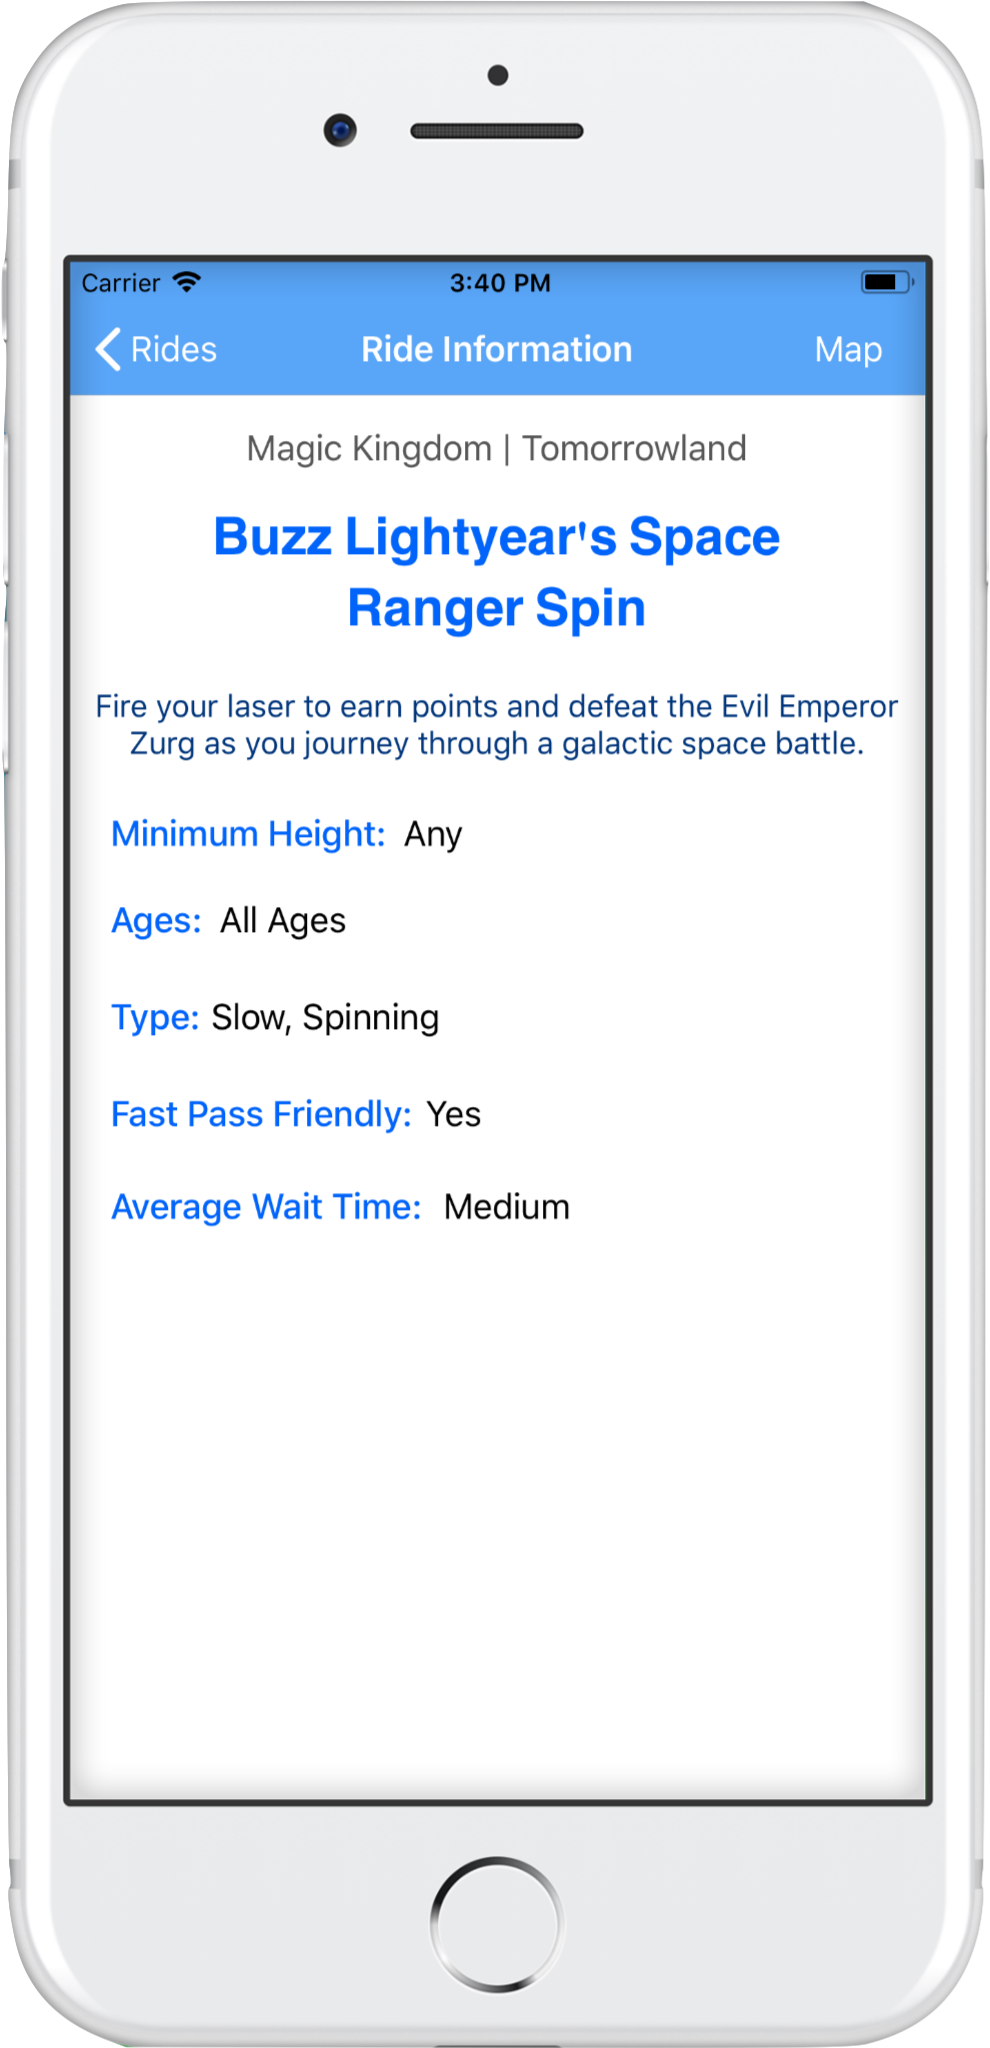 Carrier 3:40 PM
Rides Ride Information Map
Magic Kingdom | Tomorrowland
Buzz Lightyear's Space
Ranger Spin
Fire your laser to earn points and defeat the Evil Emperor
Zurg as you journey through a galactic space battle.
Minimum Height: Any
Ages: All Ages
Type: Slow, Spinning
Fast Pass Friendly: Yes
Average Wait Time: Medium